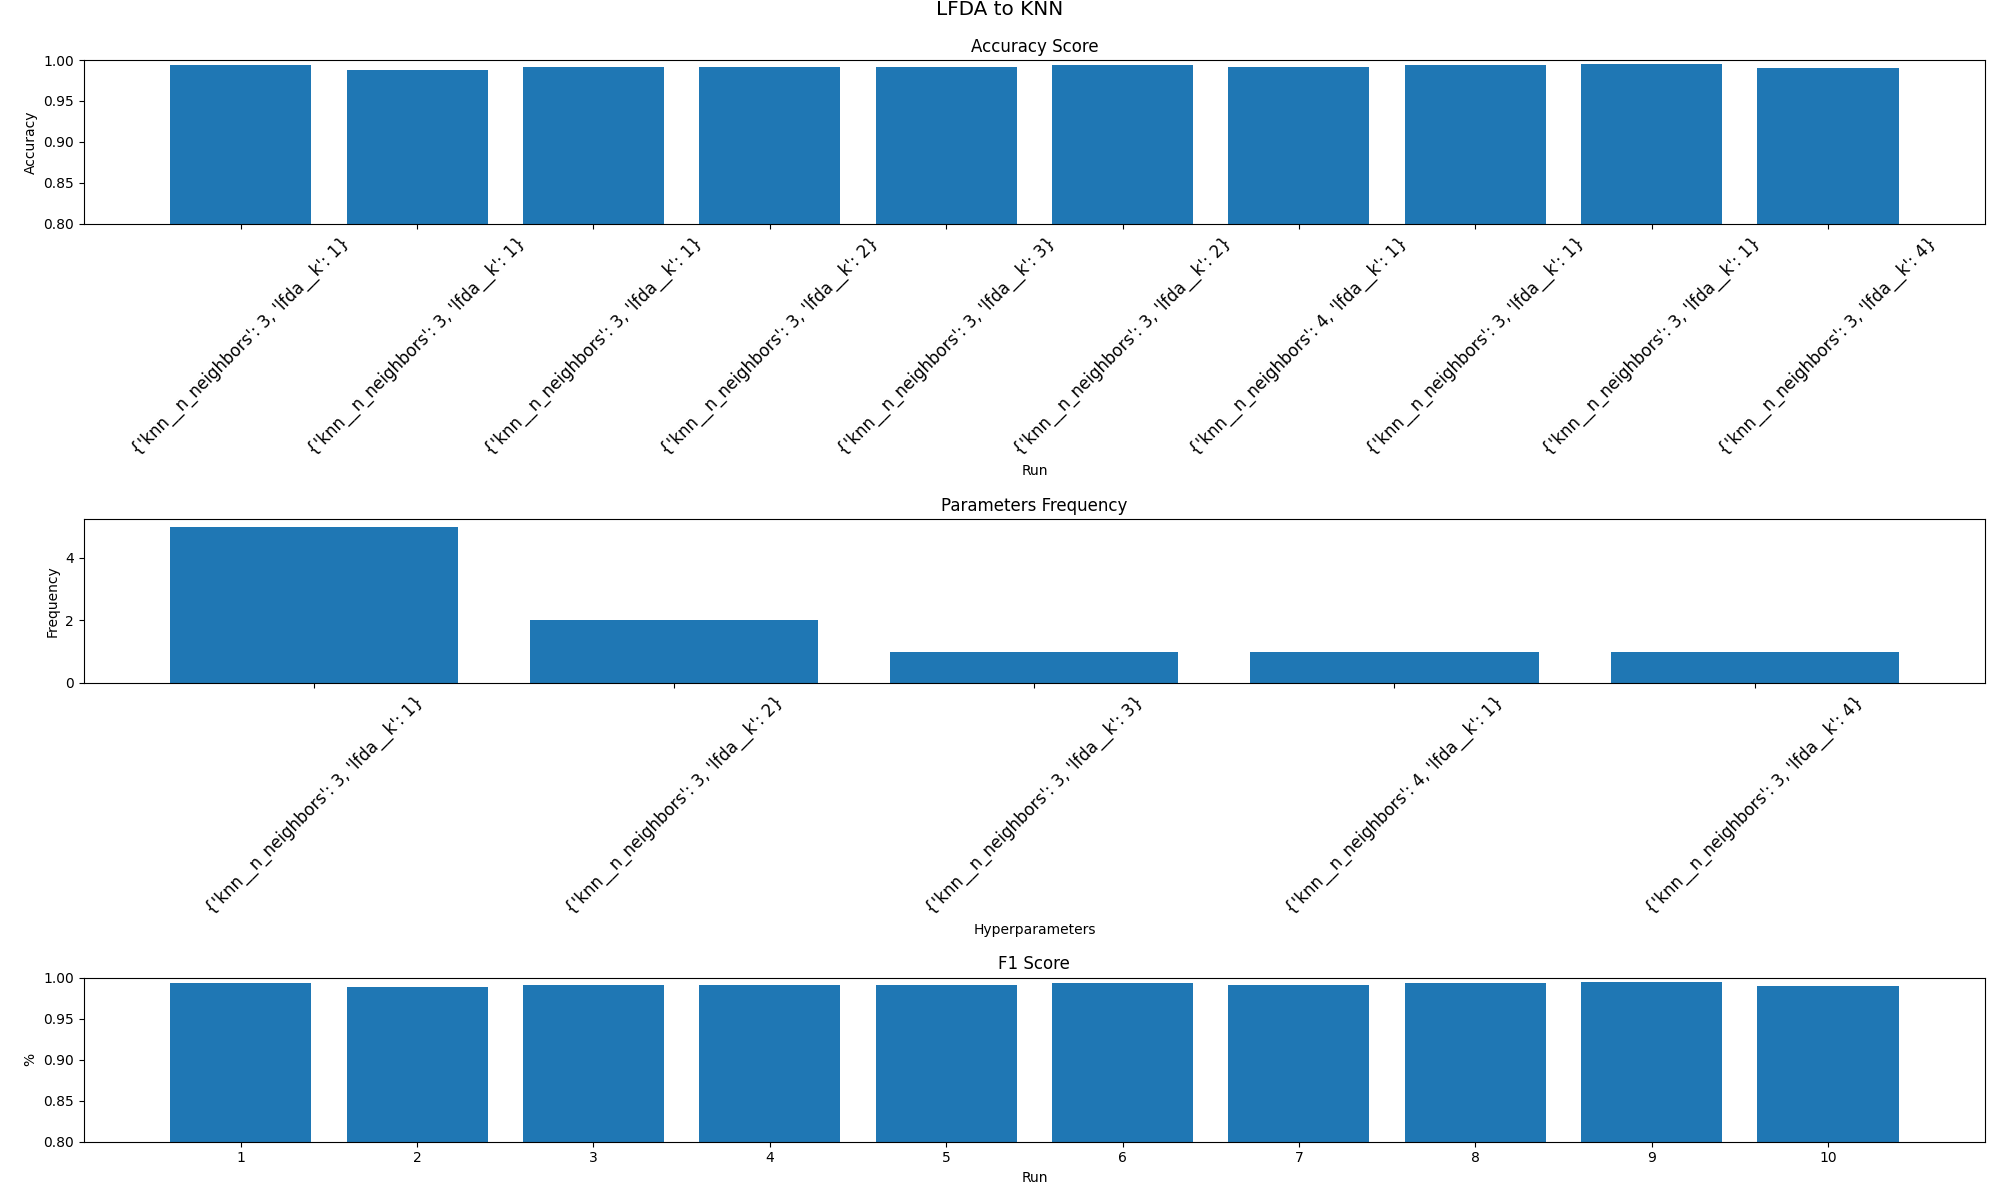 LFDA to KNN
Accuracy Score
Accuracy
1.00
0.95
0.90
0.85
0.80
{'knn__n_neighbors': 3, 'lfda__k': 1}
{'knn__n_neighbors': 3, 'lfda__k': 1}
{'knn__n_neighbors': 3, 'lfda__k': 1}
{'knn__n_neighbors': 3, 'lfda__k': 2}
{'knn__n_neighbors': 3, 'lfda__k': 3}
{'knn__n_neighbors': 3, 'lfda__k': 2}
{'knn__n_neighbors': 4, 'lfda__k': 1}
{'knn__n_neighbors': 3, 'lfda__k': 1}
{'knn__n_neighbors': 3, 'lfda__k': 1}
{'knn__n_neighbors': 3, 'lfda__k': 4}
Run
Parameters Frequency
Frequency
4
2
0
{'knn__n_neighbors': 3, 'lfda__k': 1}
{'knn__n_neighbors': 3, 'lfda__k': 2}
{'knn__n_neighbors': 3, 'lfda__k': 3}
{'knn__n_neighbors': 4, 'lfda__k': 1}
{'knn__n_neighbors': 3, 'lfda__k': 4}
Hyperparameters
F1 Score
%
1.00
0.95
0.90
0.85
0.80
1 2 3 4 5 6 7 8 9 10
Run